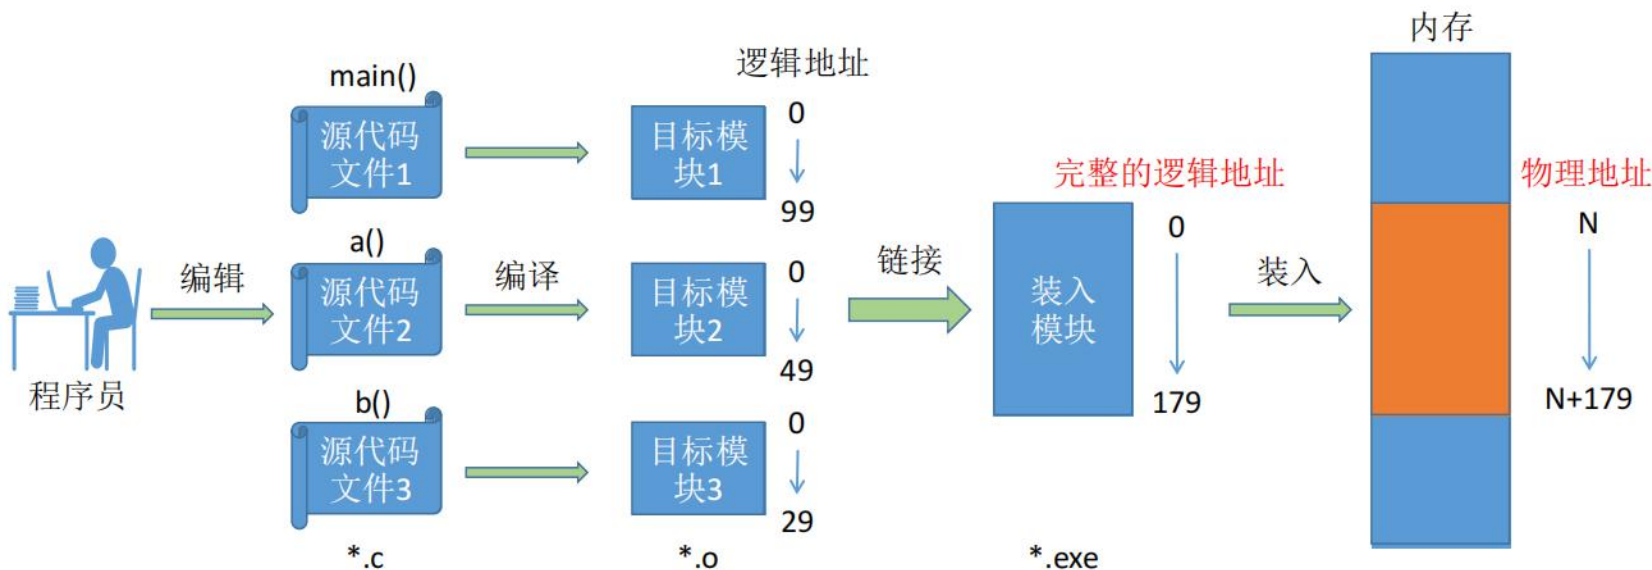 内存
逻辑地址
main()
源代码
文件1
目标模
块1
0
99
完整的逻辑地址
物理地址
程序员
编辑
a()
源代码
文件2
编译
目标模
块2
0
49
链接
装入
模块
0
179
装入
N
N+179
b()
源代码
文件3
目标模
块3
0
29
*.c
*.o
*.exe